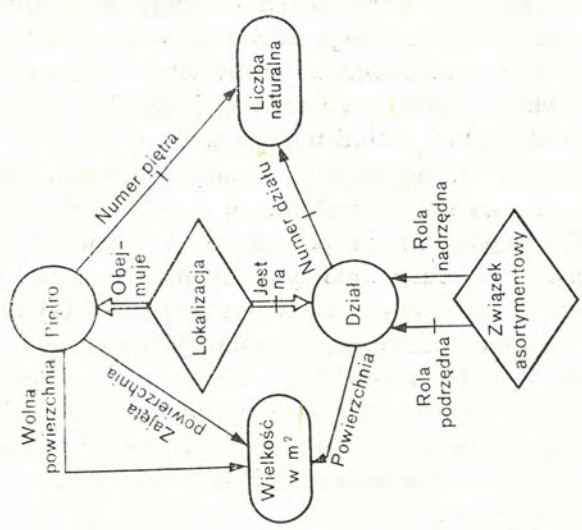 Piętro
Wolna
powierzchnia
Zajęta
powierzchnia
Obej-
muje
Numer piętra
Wielkość
w m²
Lokalizacja
Liczba
naturalna
Jest
na
Numer działu
Powierzchnia
Dział
Rola
podrzędna
Rola
nadrzędna
Związek
asortymentowy